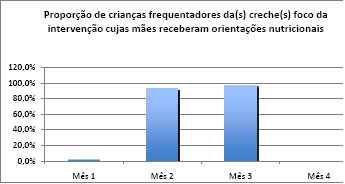 Proporção de crianças frequentadores da(s) creche(s) foco da
intervenção cujas mães receberam orientações nutricionais
120,0%
100,0%
80,0%
60,0%
40,0%
20,0%
0,0%
Mês 1 Mês 2 Mês 3 Mês 4